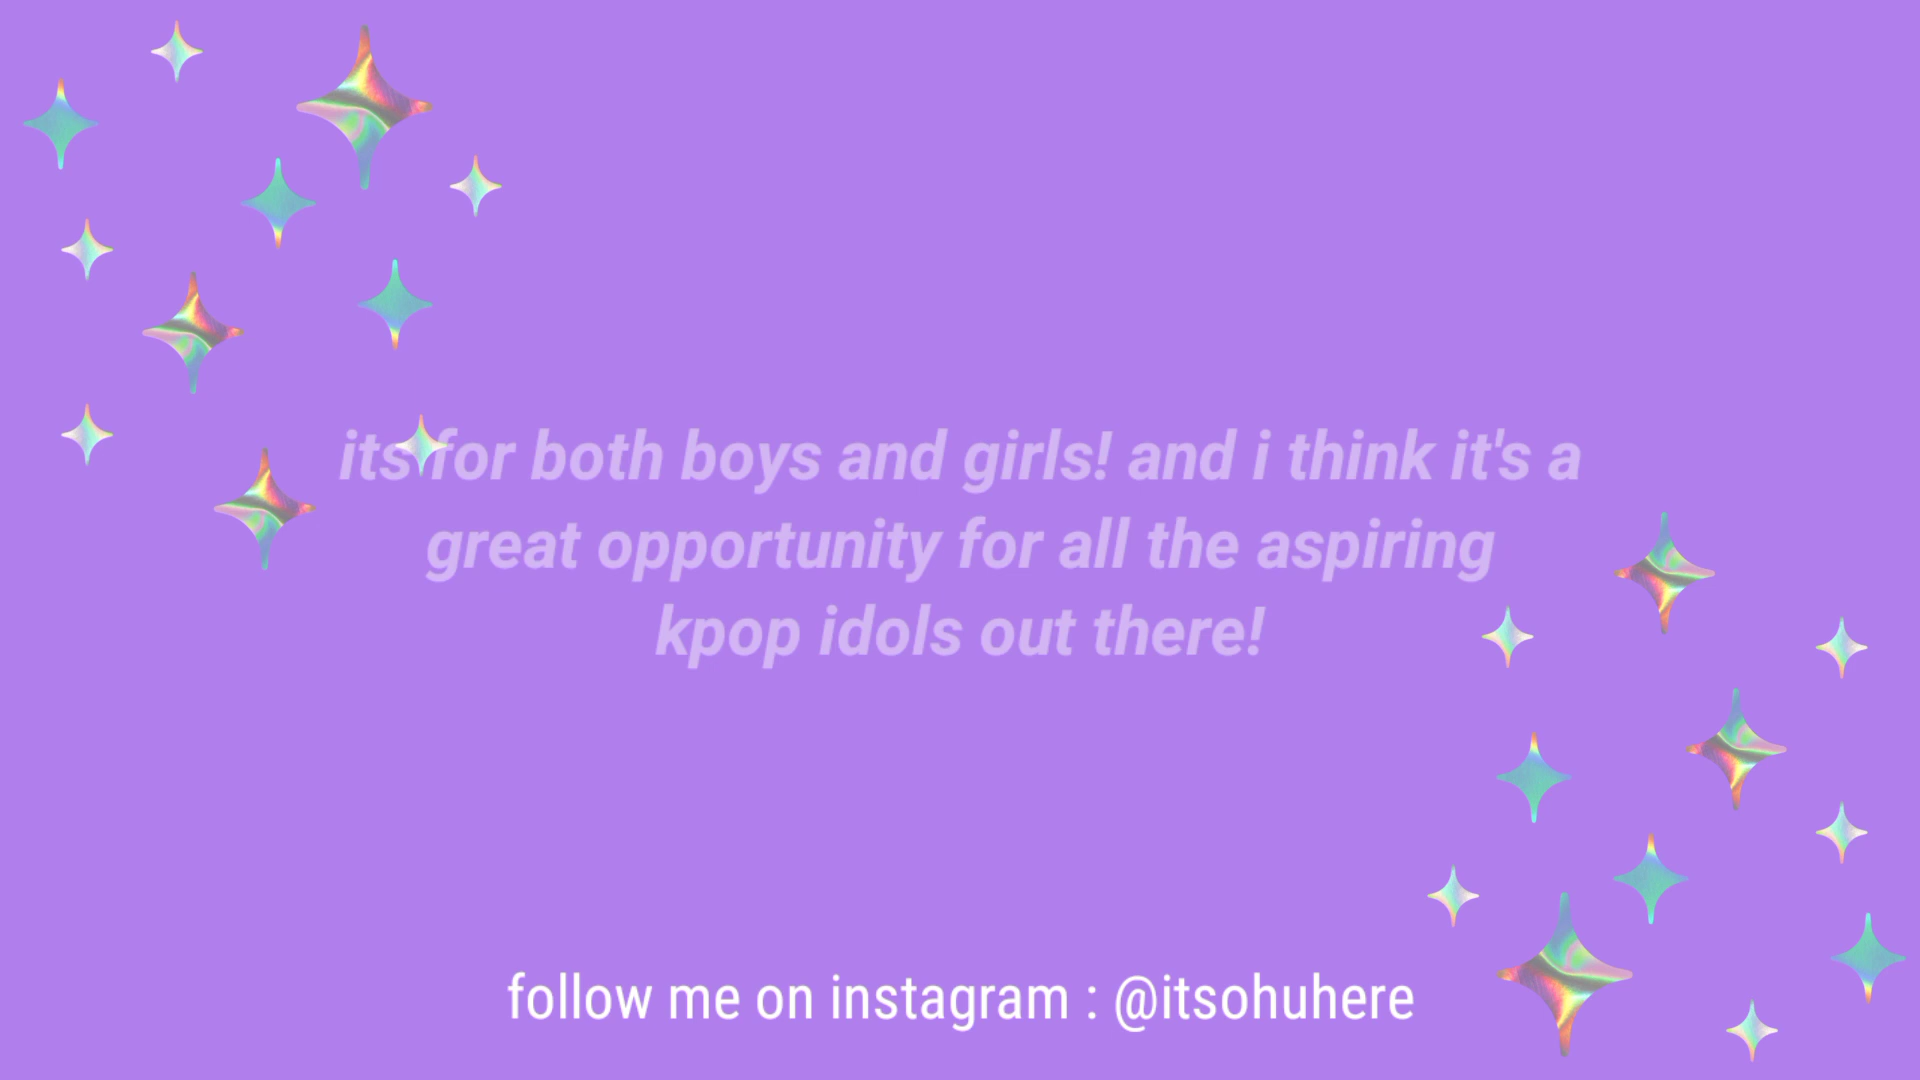 its for both boys and girls! and i think it's a
great opportunity for all the aspiring
kpop idols out there!
follow me on instagram : @itsohuhere